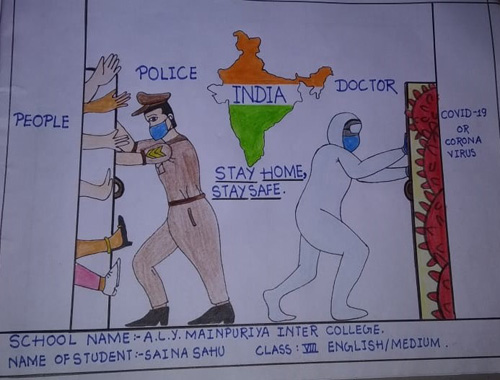 POLICE
DOCTOR
PEOPLE
INDIA
COVID-19
OR
CORONA
VIRUS
STAY HOME,
STAY SAFE.
SCHOOL NAME:- A.L.Y. MAINPURIYA INTER COLLEGE.
NAME OF STUDENT:- SAINA SAHU CLASS: VIII ENGLISH/MEDIUM.